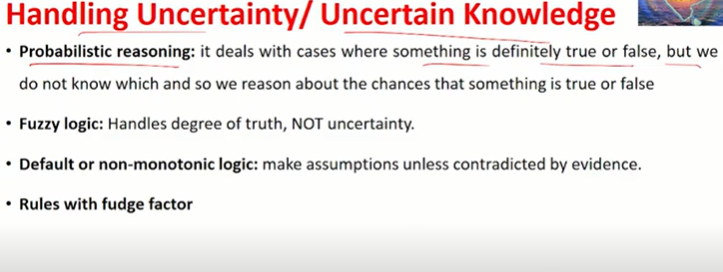 Handling Uncertainty/ Uncertain Knowledge
• Probabilistic reasoning: it deals with cases where something is definitely true or false, but we
do not know which and so we reason about the chances that something is true or false
• Fuzzy logic: Handles degree of truth, NOT uncertainty.
• Default or non-monotonic logic: make assumptions unless contradicted by evidence.
• Rules with fudge factor